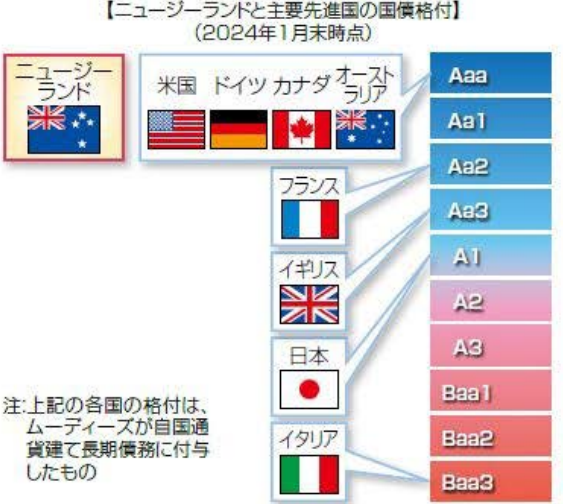 【ニュージーランドと主要先進国の国債格付】
(2024年1月末時点)
ニュージー
ランド
米国
ドイツ
カナダ
オースト
ラリア
フランス
イギリス
日本
イタリア
Aaa
Aa1
Aa2
Aa3
A1
A2
A3
Baa1
Baa2
Baa3
注:上記の各国の格付は、
ムーディーズが自国通
貨建て長期債務に付与
したもの